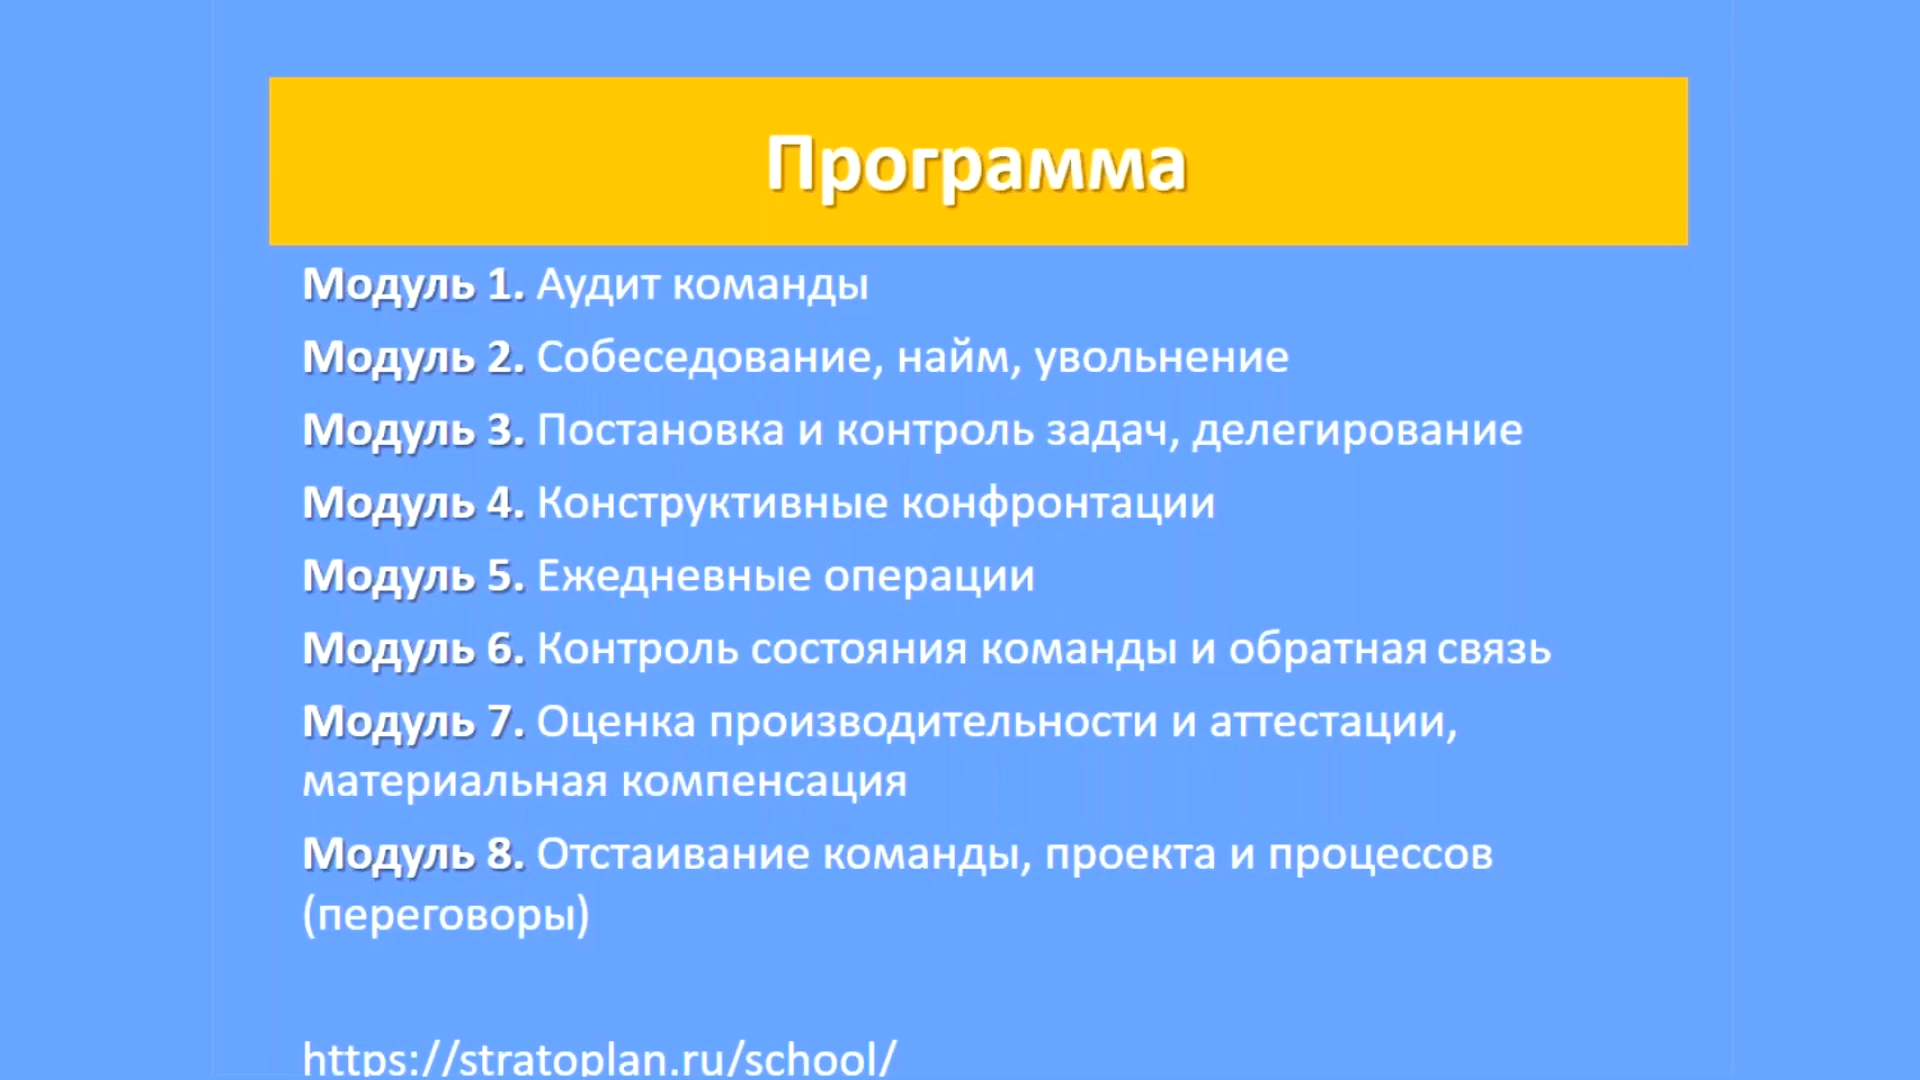 Программа
Модуль 1. Аудит команды
Модуль 2. Собеседование, найм, увольнение
Модуль 3. Постановка и контроль задач, делегирование
Модуль 4. Конструктивные конфронтации
Модуль 5. Ежедневные операции
Модуль 6. Контроль состояния команды и обратная связь
Модуль 7. Оценка производительности и аттестации,
материальная компенсация
Модуль 8. Отстаивание команды, проекта и процессов
(переговоры)
https://stratoplan.ru/school/